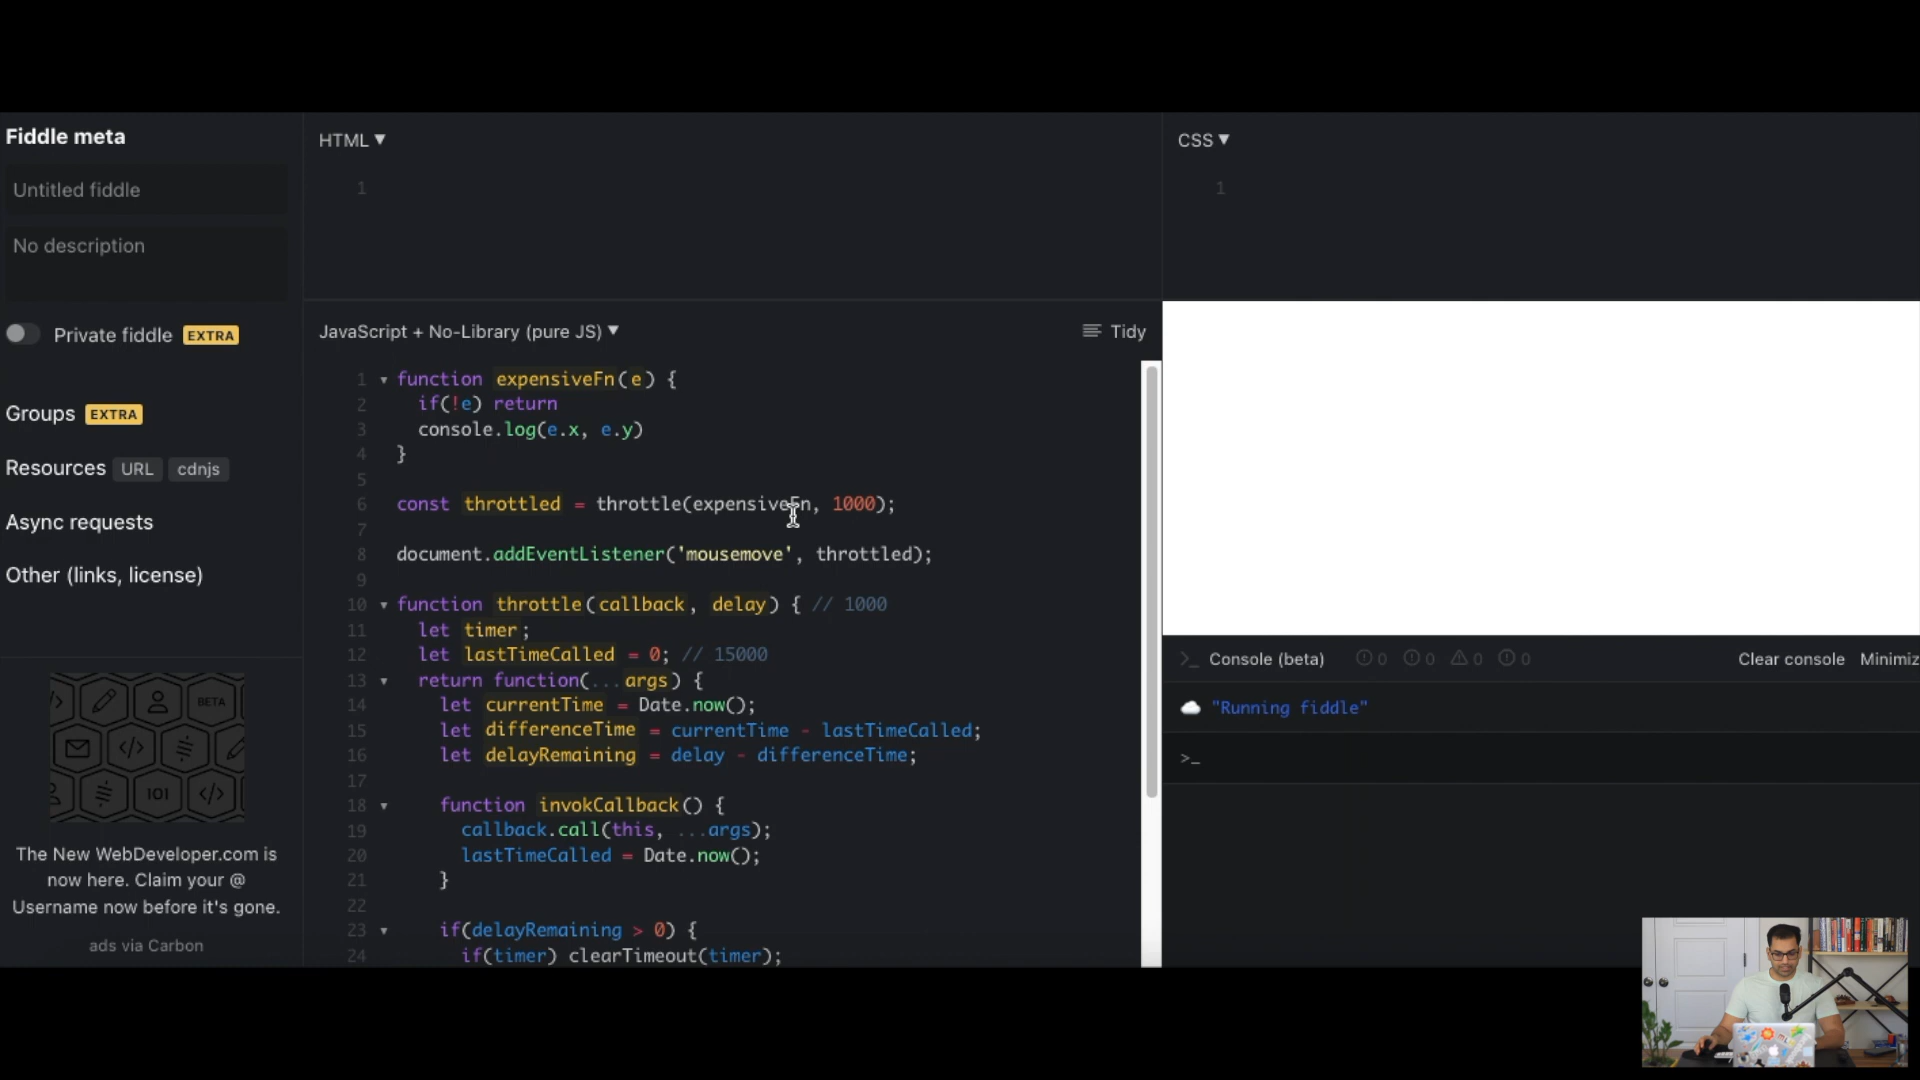 Fiddle meta
Untitled fiddle
No description
Private fiddle EXTRA
Groups EXTRA
Resources URL cdnjs
Async requests
Other (links, license)
BETA
</>
101
</>
The New WebDeveloper.com is
now here. Claim your @
Username now before it's gone.
ads via Carbon
HTML ▼
1
CSS ▼
1
JavaScript + No-Library (pure JS) ▼
Tidy
1 function expensiveFn(e) {
2 if(!e) return
3 console.log(e.x, e.y)
4 }
5
6 const throttled = throttle(expensiveFn, 1000);
7
8 document.addEventListener('mousemove', throttled);
9
10 function throttle(callback, delay) { // 1000
11 let timer;
12 let lastTimeCalled = 0; // 15000
13 return function(...args) {
14 let currentTime = Date.now();
15 let differenceTime = currentTime - lastTimeCalled;
16 let delayRemaining = delay - differenceTime;
17
18 function invokCallback() {
19 callback.call(this, ...args);
20 lastTimeCalled = Date.now();
21 }
22
23 if(delayRemaining > 0) {
24 if(timer) clearTimeout(timer);
>_ Console (beta) 0 0 0 0 Clear console Minimiz
"Running fiddle"
>_